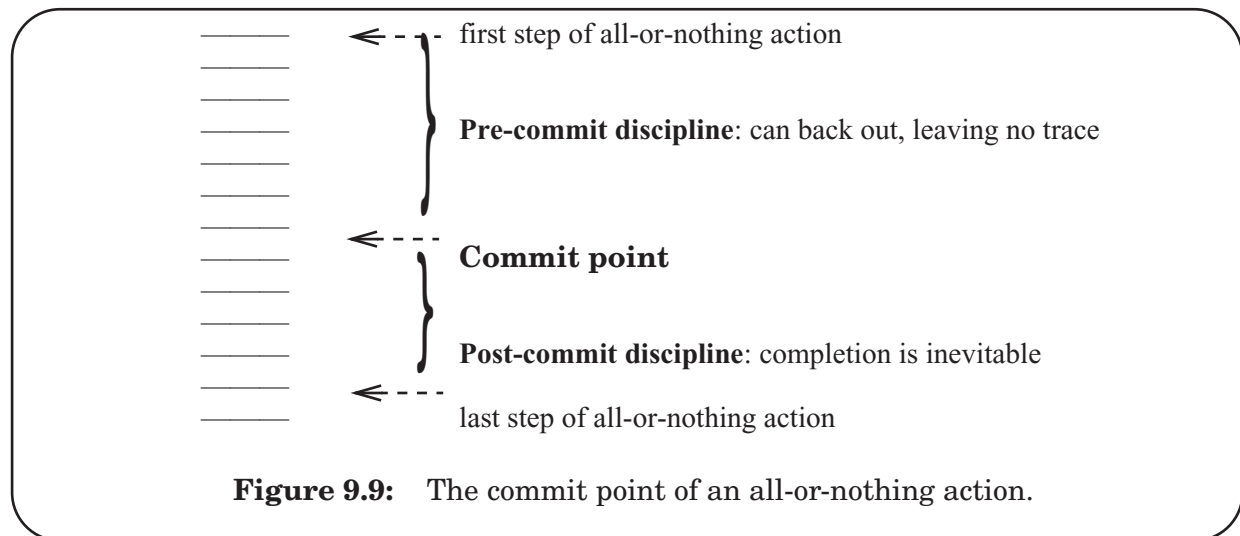 first step of all-or-nothing action
Pre-commit discipline: can back out, leaving no trace
Commit point
Post-commit discipline: completion is inevitable
last step of all-or-nothing action
Figure 9.9: The commit point of an all-or-nothing action.